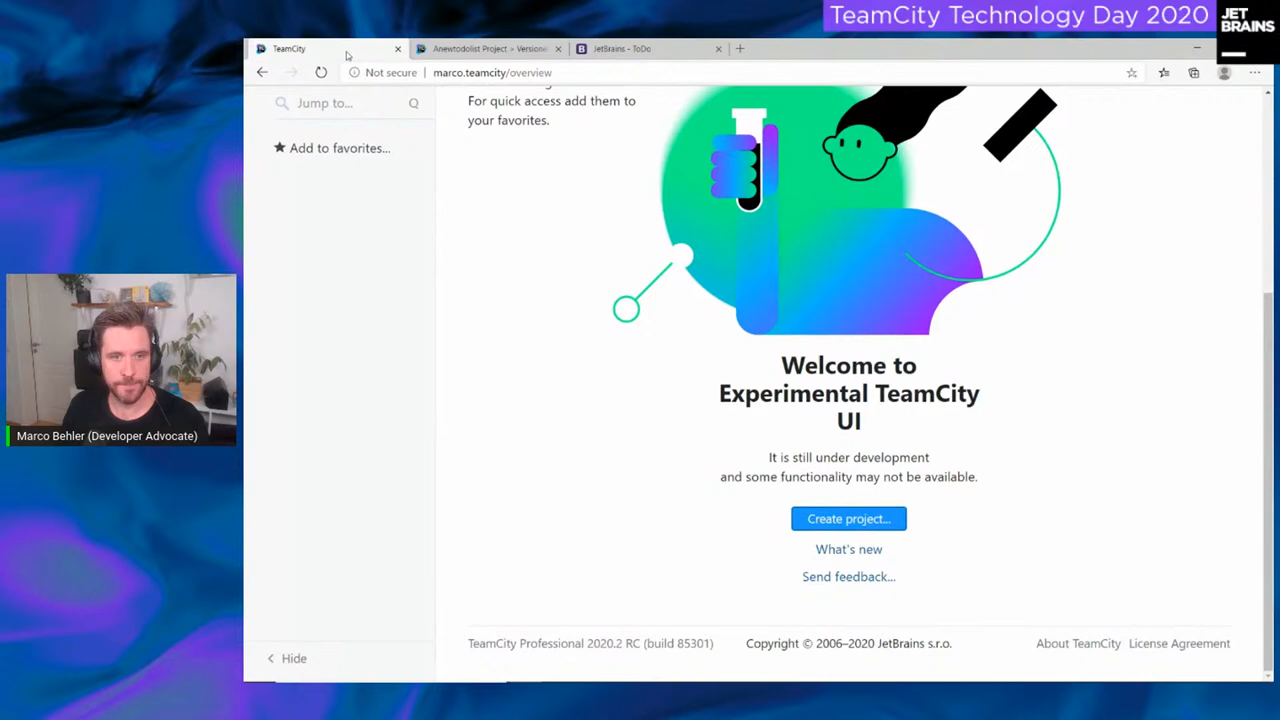 TeamCity Technology Day 2020
JET
BRAINS
TeamCity
Anewtodolist Project > Version
JetBrains - ToDo
Not secure
marco.teamcity/overview
Jump to...
Q
Add to favorites...
For quick access add them to
your favorites.
Welcome to
Experimental TeamCity
UI
It is still under development
and some functionality may not be available.
Create project...
What's new
Send feedback...
Marco Behler (Developer Advocate)
TeamCity Professional 2020.2 RC (build 85301)
Copyright © 2006–2020 JetBrains s.r.o.
About TeamCity
License Agreement
Hide